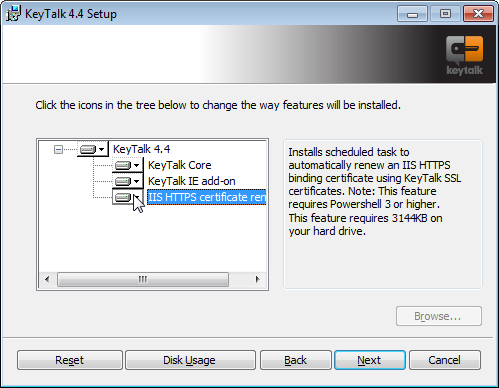 KeyTalk 4.4 Setup
keytalk
Click the icons in the tree below to change the way features will be installed.
KeyTalk 4.4
KeyTalk Core
KeyTalk IE add-on
IIS HTTPS certificate ren
Installs scheduled task to
automatically renew an IIS HTTPS
binding certificate using KeyTalk SSL
certificates. Note: This feature
requires Powershell 3 or higher.
This feature requires 3144KB on
your hard drive.
Browse...
Reset
Disk Usage
Back
Next
Cancel